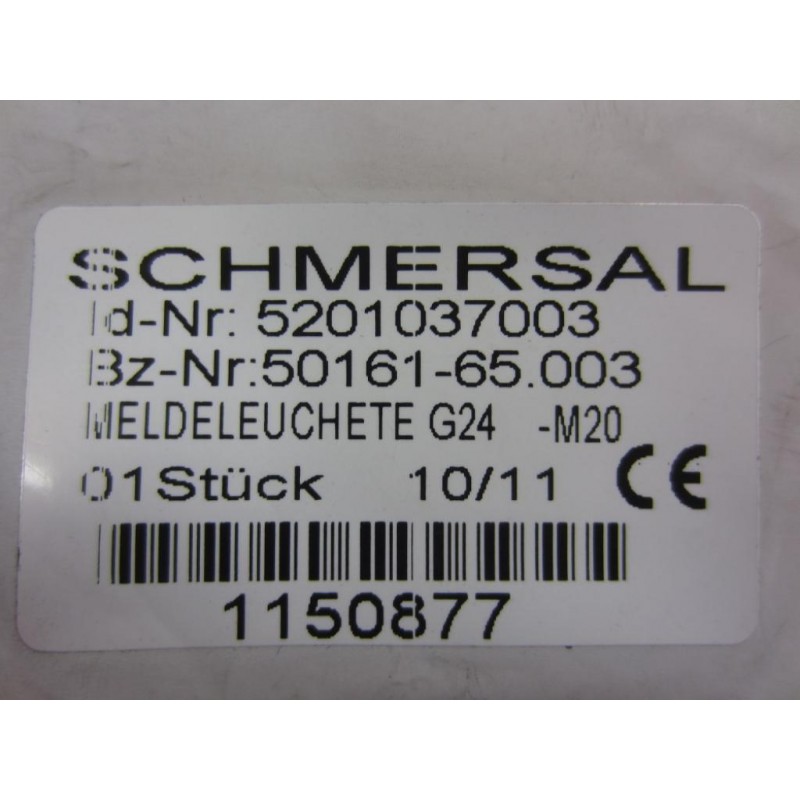 SCHMERSAL
Id-Nr: 5201037003
Bz-Nr:50161-65.003
MELDELEUCHETE G24 -M20
01Stück 10/11 CE
1150877